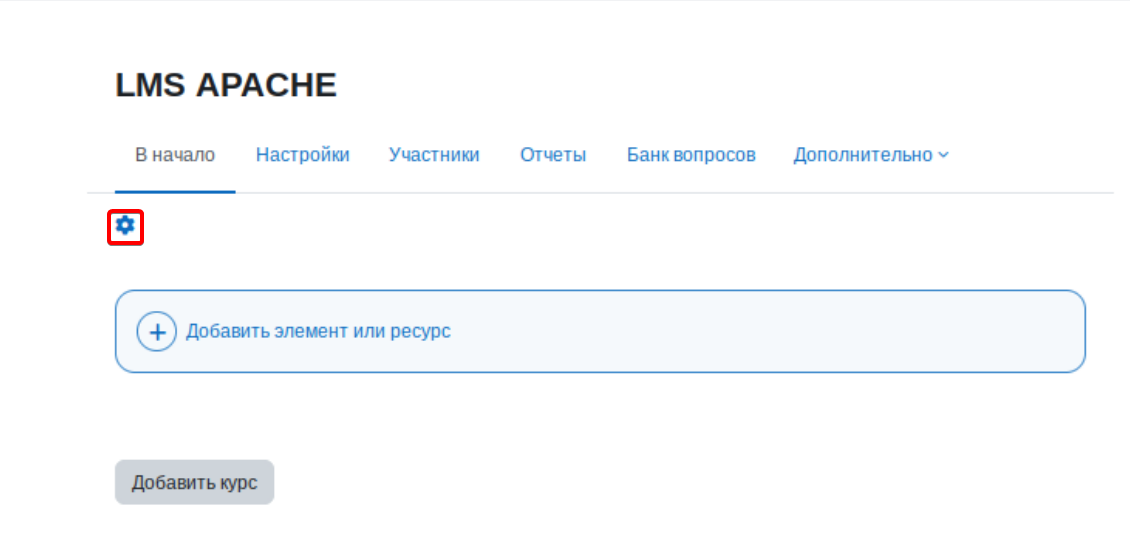 LMS APACHE
В начало Настройки Участники Отчеты Банк вопросов Дополнительно
Добавить элемент или ресурс
Добавить курс